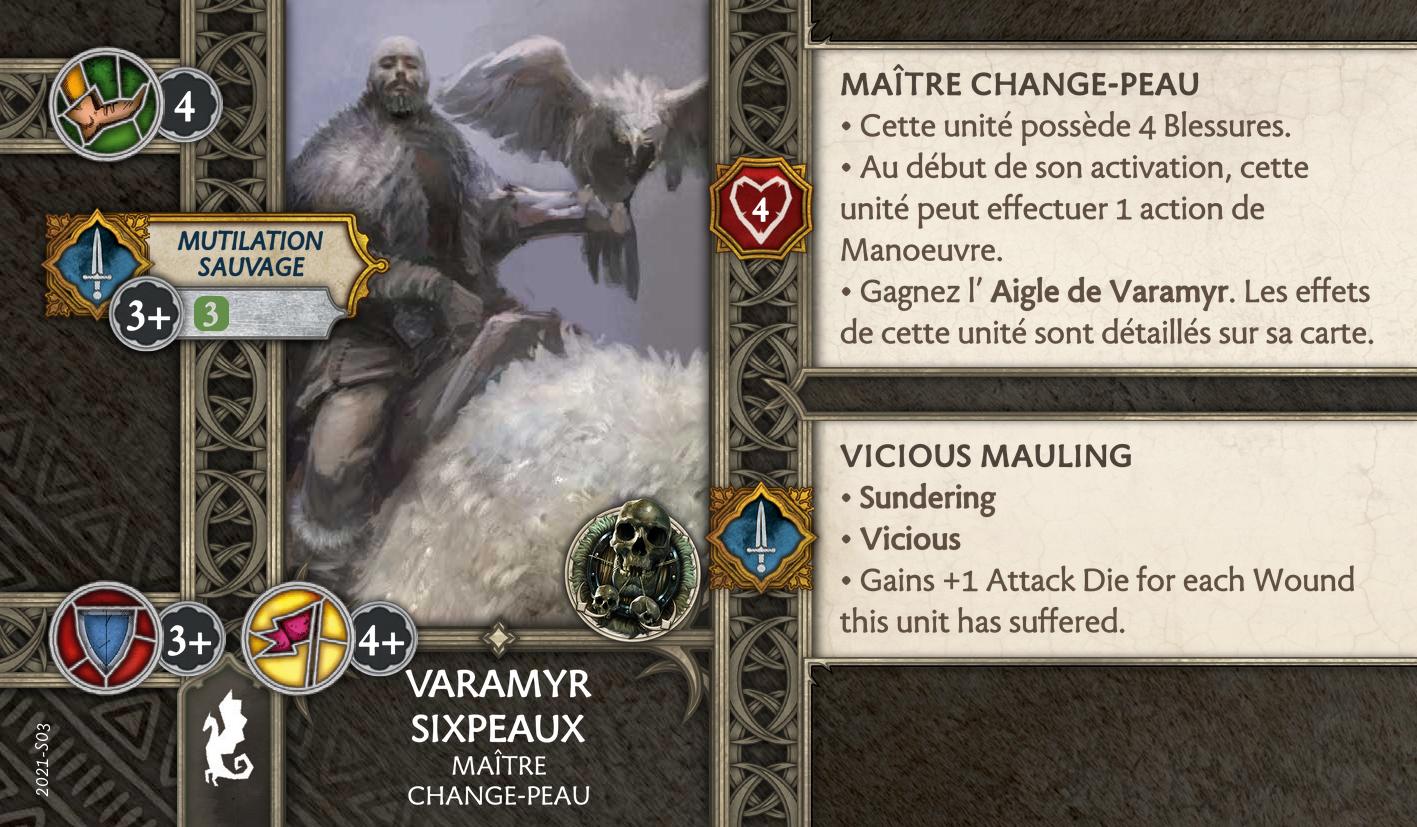 4
MUTILATION
SAUVAGE
3+ 3
3+
4+
VARAMYR
SIXPEAUX
MAÎTRE
CHANGE-PEAU
2021-S03
4
MAÎTRE CHANGE-PEAU
• Cette unité possède 4 Blessures.
• Au début de son activation, cette
unité peut effectuer 1 action de
Manoeuvre.
• Gagnez l’ Aigle de Varamyr. Les effets
de cette unité sont détaillés sur sa carte.
VICIOUS MAULING
• Sundering
• Vicious
• Gains +1 Attack Die for each Wound
this unit has suffered.